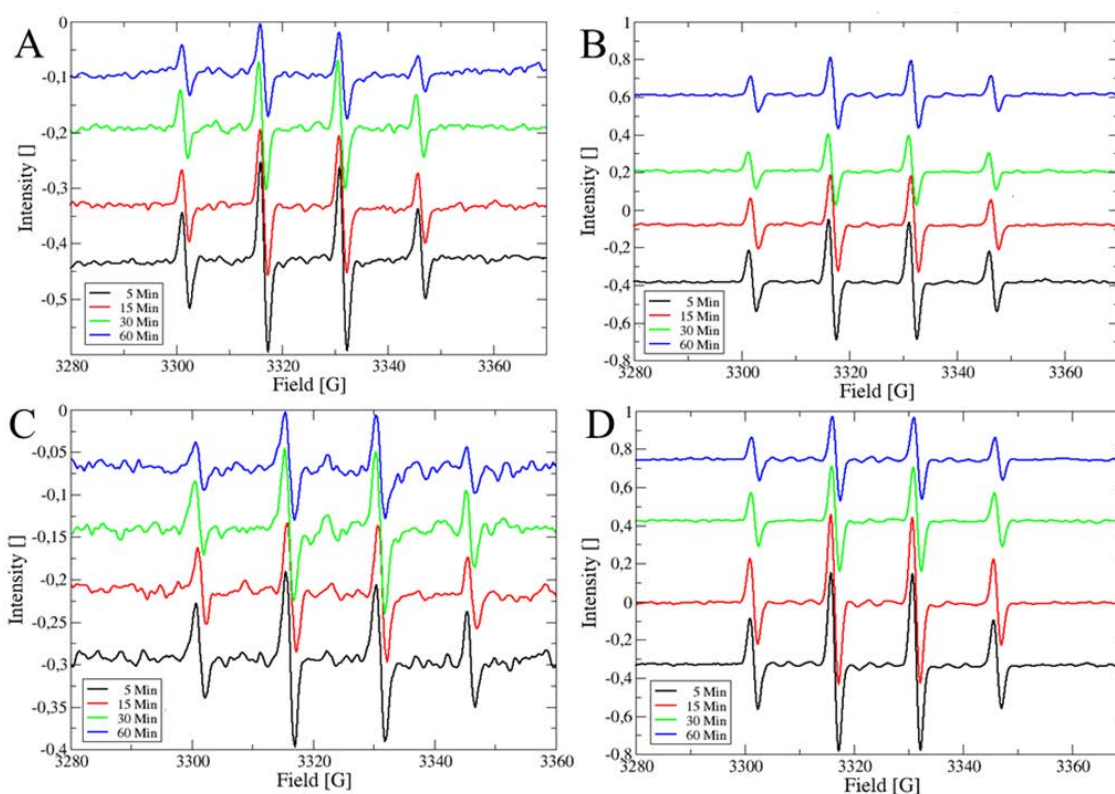 A
Intensity []
0
-0,1
-0,2
-0,3
-0,4
-0,5
5 Min
15 Min
30 Min
60 Min
3280 3300 3320 3340 3360
Field [G]
B
Intensity []
1
0,8
0,6
0,4
0,2
0
-0,2
-0,4
-0,6
-0,8
5 Min
15 Min
30 Min
60 Min
3280 3300 3320 3340 3360
Field [G]
C
Intensity []
0
-0,05
-0,1
-0,15
-0,2
-0,25
-0,3
-0,35
-0,4
5 Min
15 Min
30 Min
60 Min
3280 3300 3320 3340 3360
Field [G]
D
Intensity []
1
0,8
0,6
0,4
0,2
0
-0,2
-0,4
-0,6
-0,8
5 Min
15 Min
30 Min
60 Min
3280 3300 3320 3340 3360
Field [G]